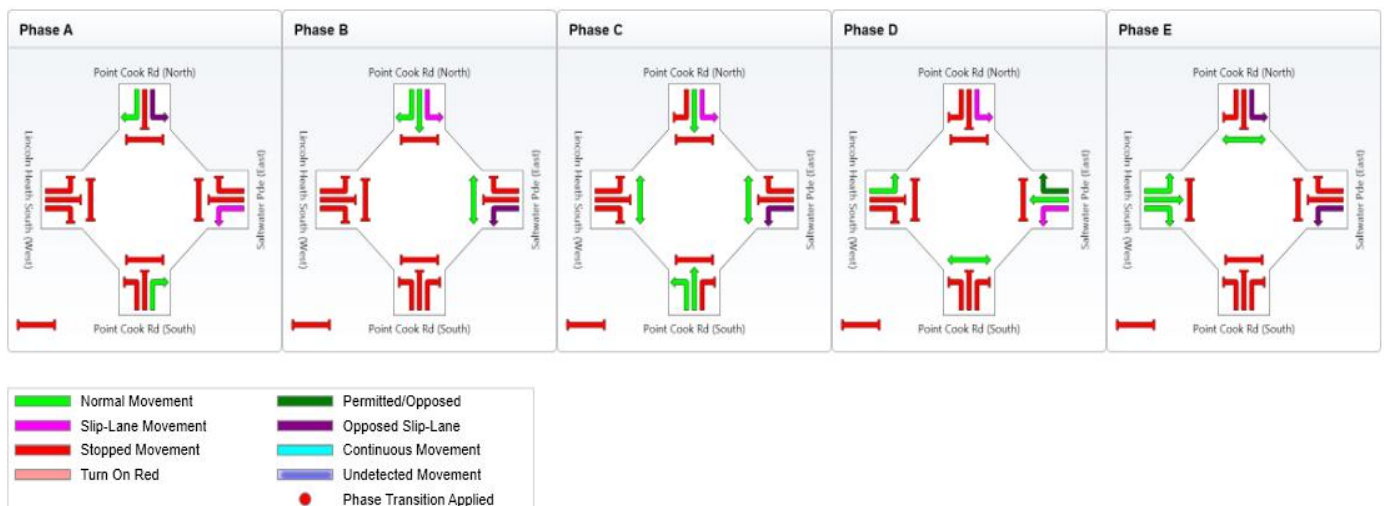 Phase A
Phase B
Phase C
Phase D
Phase E
Point Cook Rd (North)
Lincoln Heath South (West)
Saltwater Pde (East)
Point Cook Rd (South)
Point Cook Rd (North)
Lincoln Heath South (West)
Saltwater Pde (East)
Point Cook Rd (South)
Point Cook Rd (North)
Lincoln Heath South (West)
Saltwater Pde (East)
Point Cook Rd (South)
Point Cook Rd (North)
Lincoln Heath South (West)
Saltwater Pde (East)
Point Cook Rd (South)
Point Cook Rd (North)
Lincoln Heath South (West)
Saltwater Pde (East)
Point Cook Rd (South)
Normal Movement
Permitted/Opposed
Slip-Lane Movement
Opposed Slip-Lane
Stopped Movement
Continuous Movement
Turn On Red
Undetected Movement
Phase Transition Applied